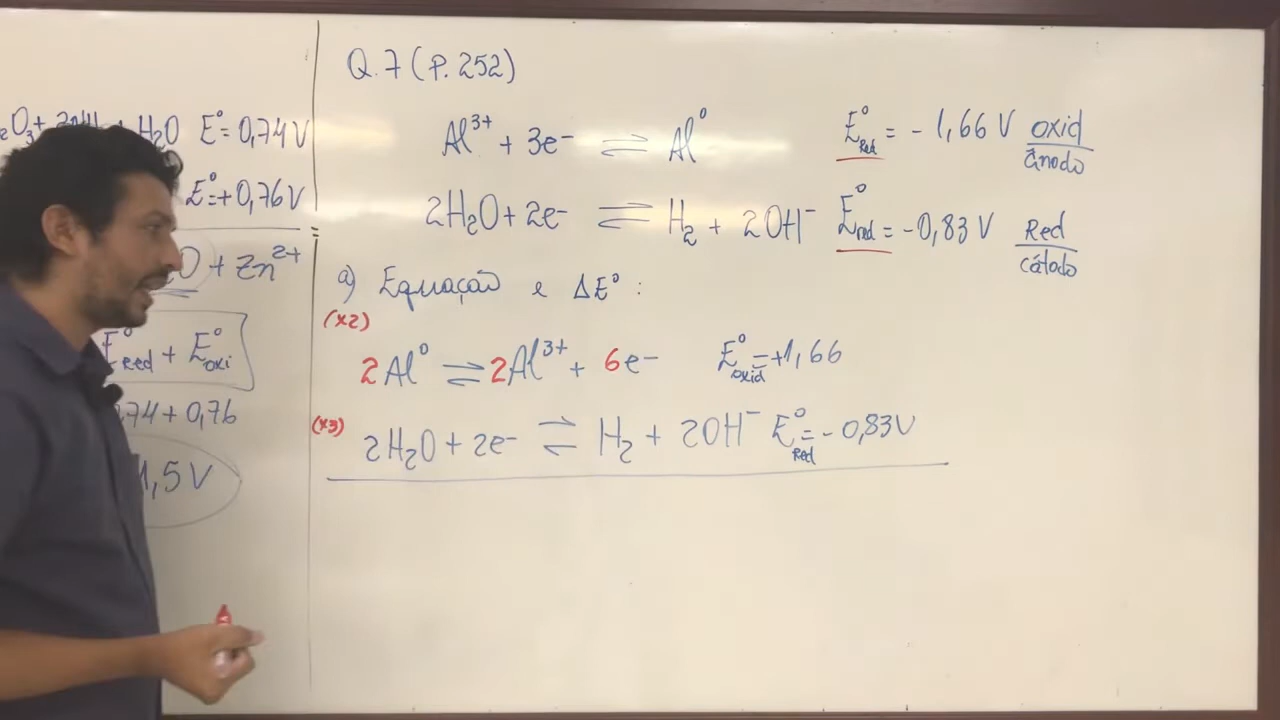 O₃ + H₂O E° = 0,74 V
E° = +0,76 V
O + Zn²⁺
E°Red + E°oxi
,74 + 0,76
1,5 V
Q.7 (P. 252)
Al³⁺ + 3e⁻ ⇌ Al⁰ E°Red = - 1,66 V oxid/ânodo
2H₂O + 2e⁻ ⇌ H₂ + 2OH⁻ E°red = - 0,83 V Red/cátodo
a) Equação e ΔE° :
(x2)
2Al⁰ ⇌ 2Al³⁺ + 6e⁻ E°oxid = +1,66
(x3) 2H₂O + 2e⁻ ⇌ H₂ + 2OH⁻ E°Red = - 0,83V